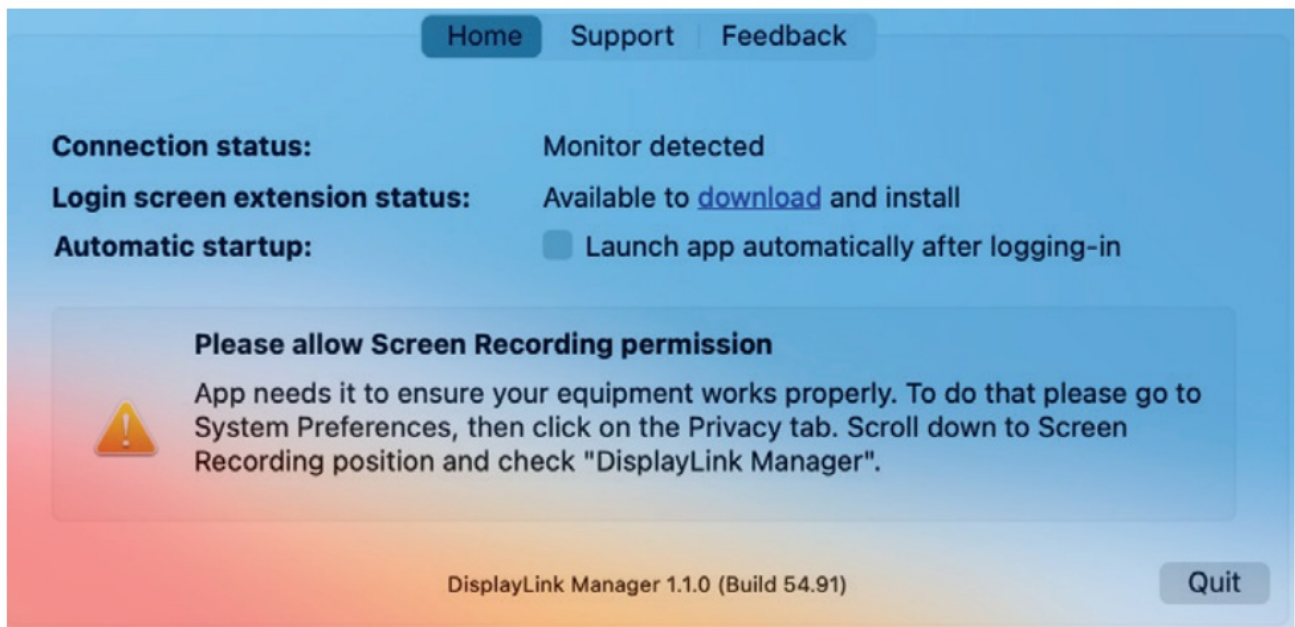 Home Support Feedback
Connection status: Monitor detected
Login screen extension status: Available to download and install
Automatic startup: Launch app automatically after logging-in
Please allow Screen Recording permission
App needs it to ensure your equipment works properly. To do that please go to
System Preferences, then click on the Privacy tab. Scroll down to Screen
Recording position and check "DisplayLink Manager".
DisplayLink Manager 1.1.0 (Build 54.91)
Quit